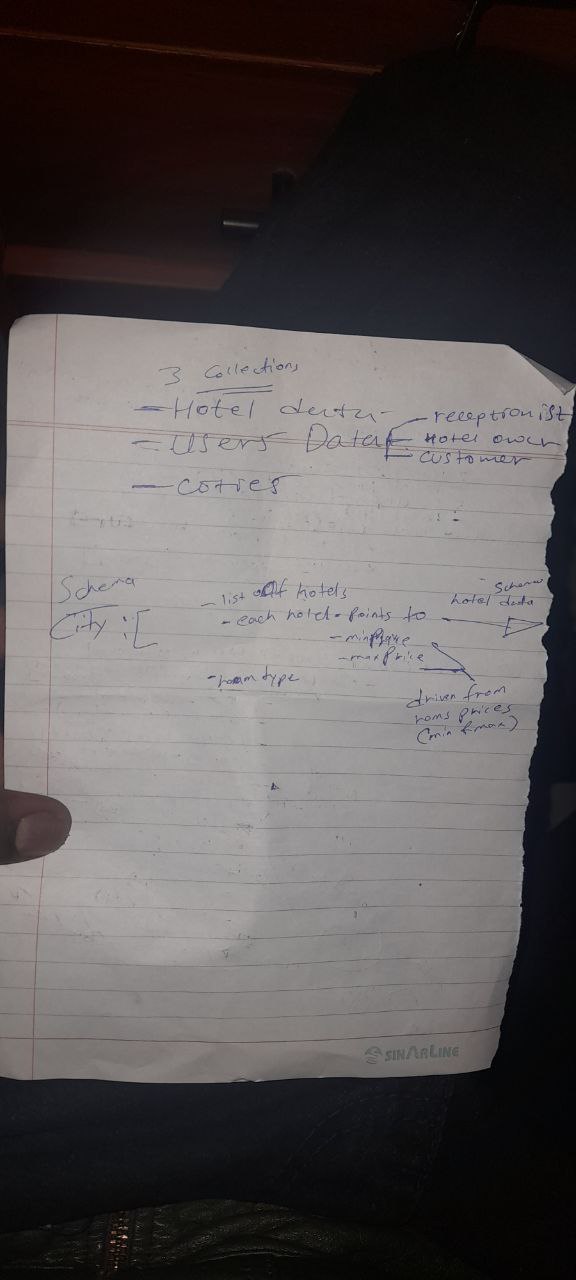 3 Collections
- Hotel data -
- Users Data
- receptionist
- Hotel owner
- customer
- coties
Schema
City : [
- list of hotels
- each hotel - points to
Schema
hotel data
- minPrice
- maxPrice
- room type
driven from
roms prices
(min & max)
SINARLINE